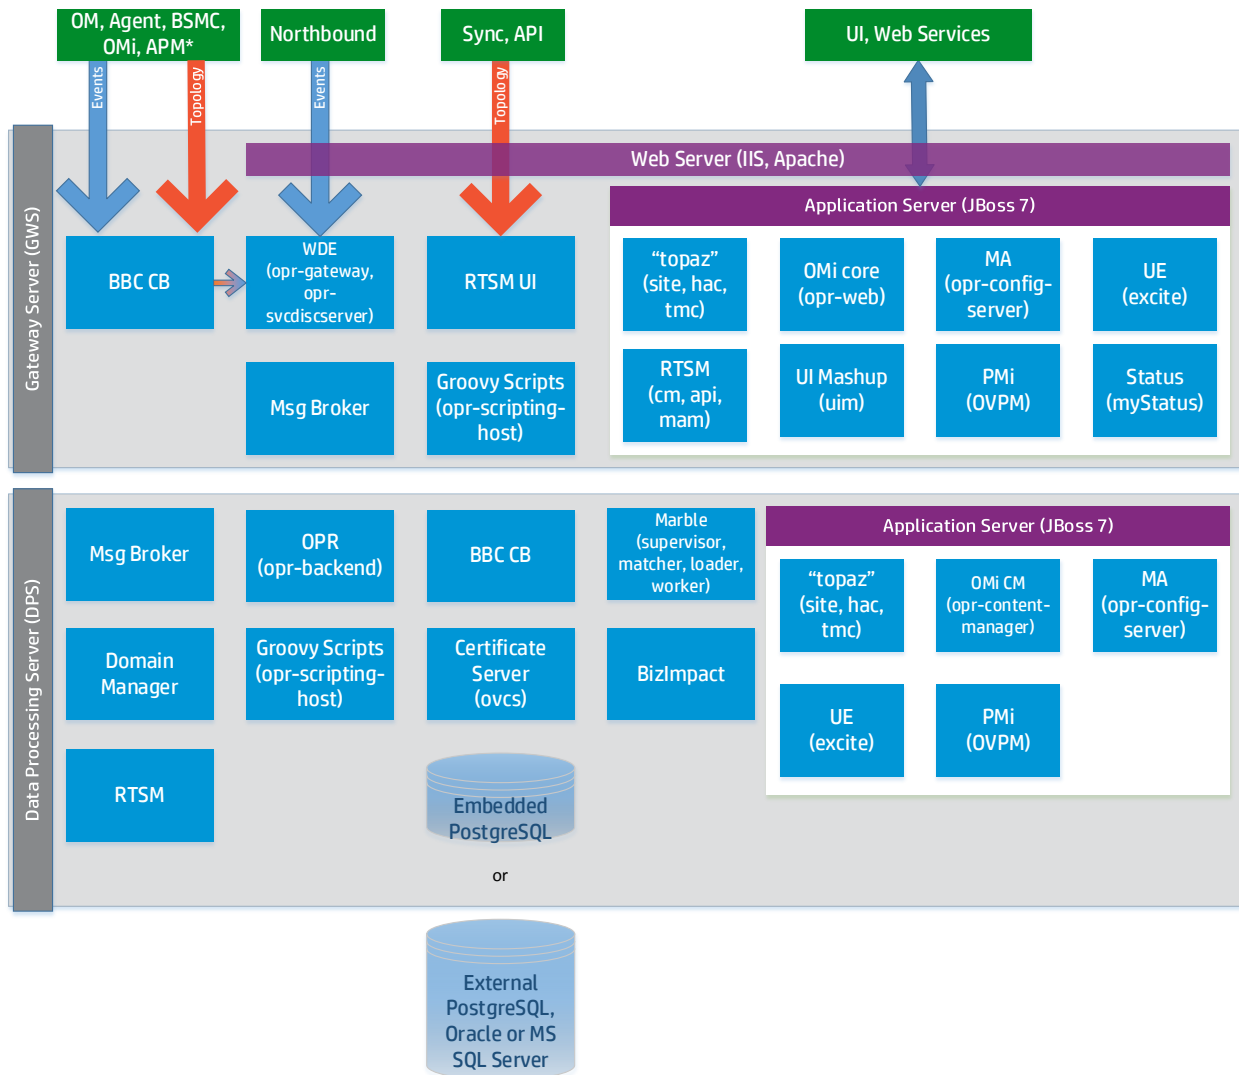 OM, Agent, BSMC,
OMi, APM*
Northbound
Sync, API
UI, Web Services
Events
Topology
Events
Topology
Gateway Server (GWS)
Web Server (IIS, Apache)
Application Server (JBoss 7)
BBC CB
WDE
(opr-gateway,
opr-
svcdiscserver)
RTSM UI
“topaz”
(site, hac,
tmc)
OMi core
(opr-web)
MA
(opr-config-
server)
UE
(excite)
Msg Broker
Groovy Scripts
(opr-scripting-
host)
RTSM
(cm, api,
mam)
UI Mashup
(uim)
PMi
(OVPM)
Status
(myStatus)
Data Processing Server (DPS)
Msg Broker
OPR
(opr-backend)
BBC CB
Marble
(supervisor,
matcher, loader,
worker)
Application Server (JBoss 7)
“topaz”
(site, hac,
tmc)
OMi CM
(opr-content-
manager)
MA
(opr-config-
server)
Domain
Manager
Groovy Scripts
(opr-scripting-
host)
Certificate
Server
(ovcs)
BizImpact
UE
(excite)
PMi
(OVPM)
RTSM
Embedded
PostgreSQL
or
External
PostgreSQL,
Oracle or MS
SQL Server